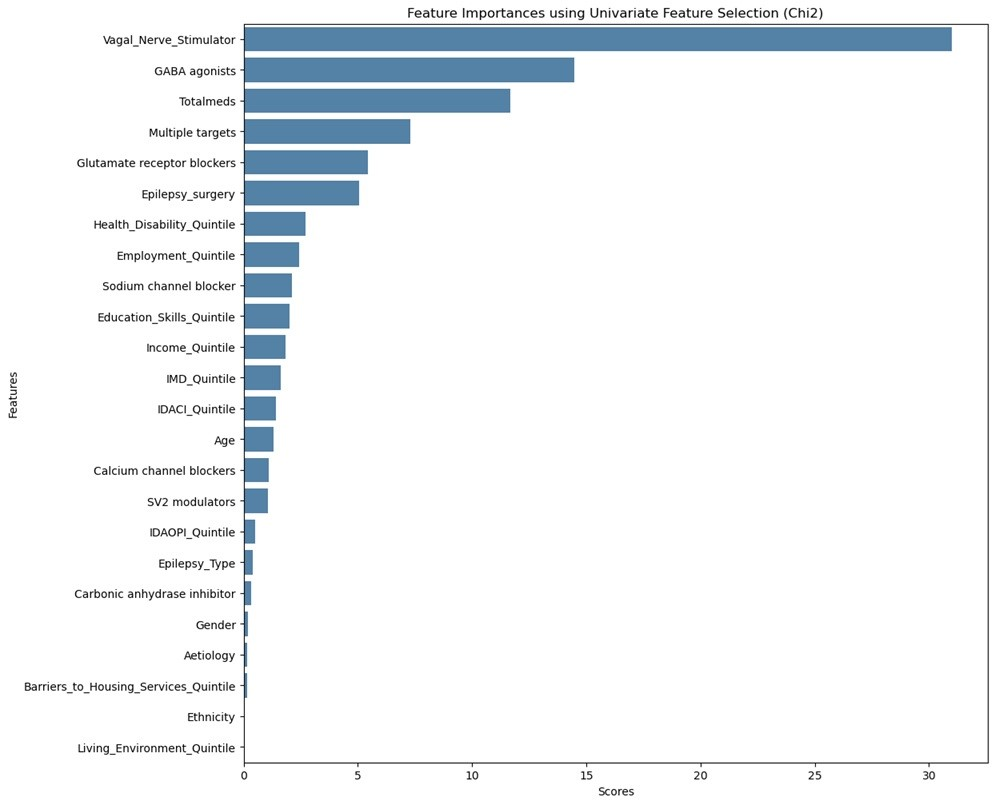 Feature Importances using Univariate Feature Selection (Chi2)
Features
Vagal_Nerve_Stimulator
GABA agonists
Totalmeds
Multiple targets
Glutamate receptor blockers
Epilepsy_surgery
Health_Disability_Quintile
Employment_Quintile
Sodium channel blocker
Education_Skills_Quintile
Income_Quintile
IMD_Quintile
IDACI_Quintile
Age
Calcium channel blockers
SV2 modulators
IDAOPI_Quintile
Epilepsy_Type
Carbonic anhydrase inhibitor
Gender
Aetiology
Barriers_to_Housing_Services_Quintile
Ethnicity
Living_Environment_Quintile
0 5 10 15 20 25 30
Scores